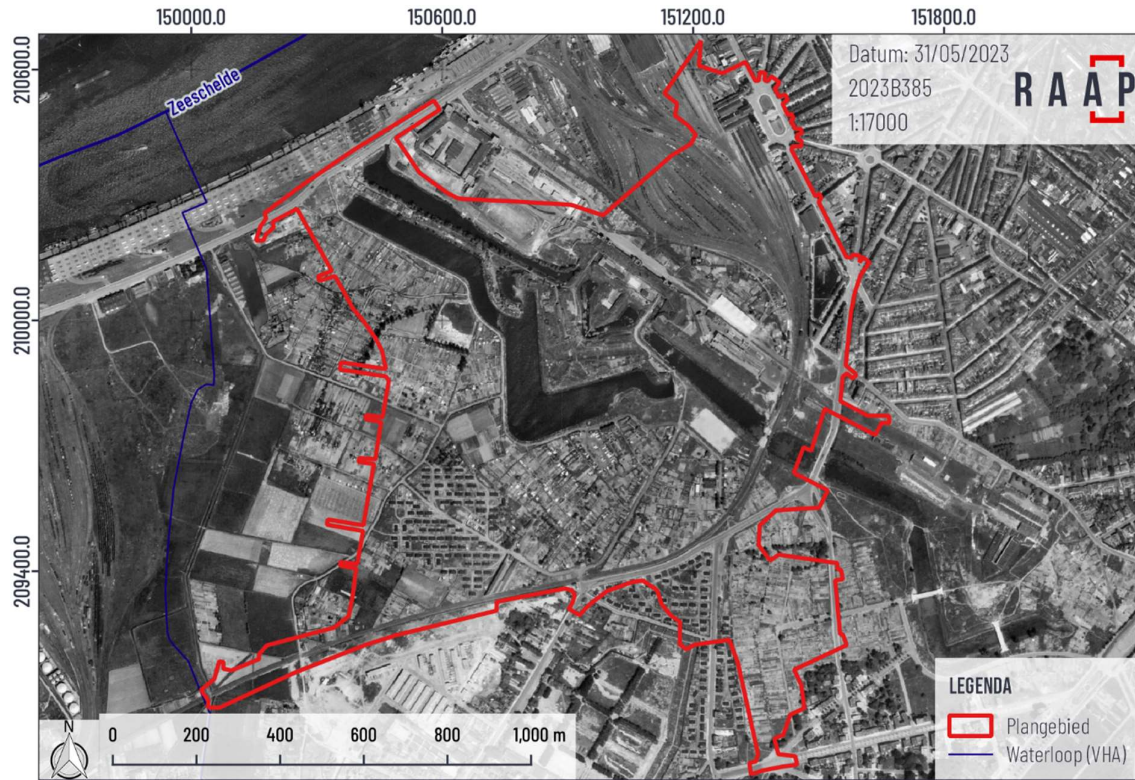 150000.0 150600.0 151200.0 151800.0
210600.0
210000.0
209400.0
Datum: 31/05/2023
2023B385
1:17000
RAAP
Zeeschelde
N
0 200 400 600 800 1,000 m
LEGENDA
Plangebied
Waterloop (VHA)